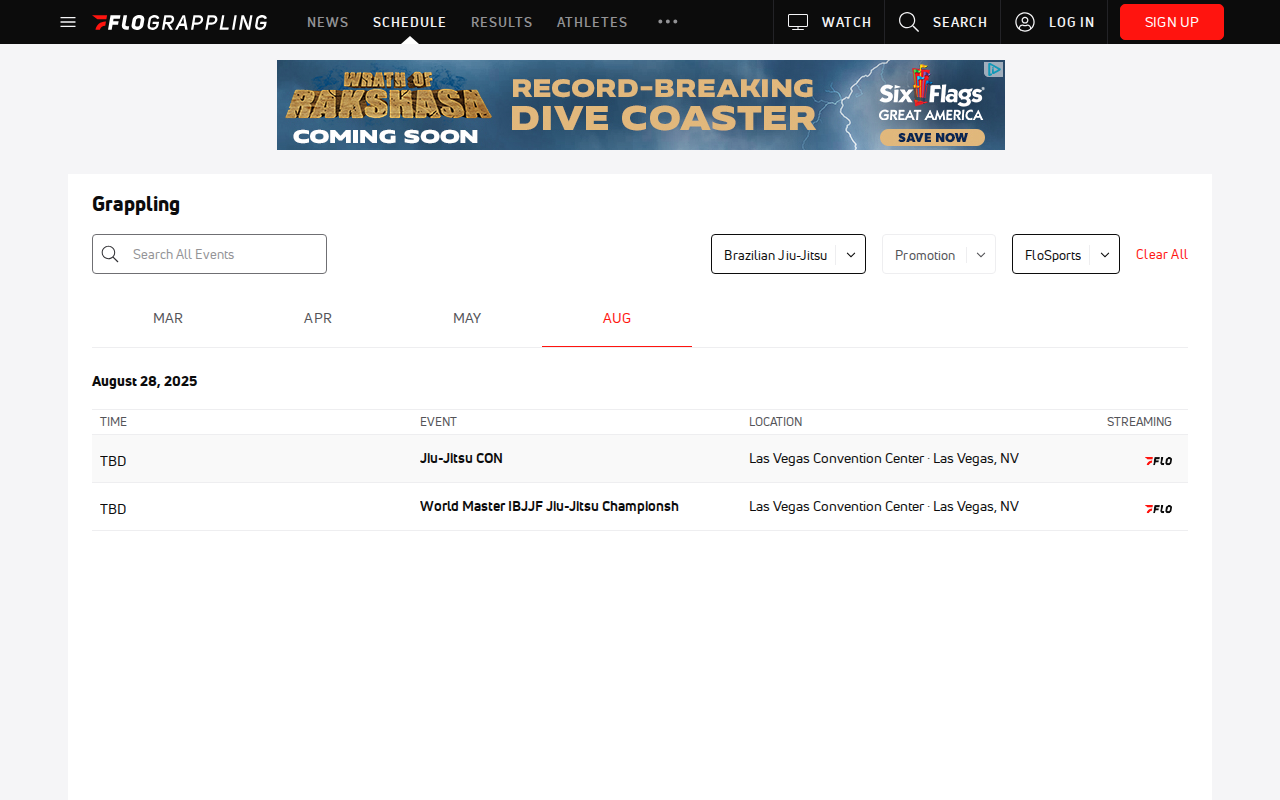 FLOGRAPPLING NEWS SCHEDULE RESULTS ATHLETES WATCH SEARCH LOG IN SIGN UP
WRATH OF
RAKSHASA
COMING SOON
RECORD-BREAKING
DIVE COASTER
Six Flags
GREAT AMERICA
SAVE NOW
Grappling
Search All Events Brazilian Jiu-Jitsu Promotion FloSports Clear All
MAR APR MAY AUG
August 28, 2025
TIME EVENT LOCATION STREAMING
TBD Jiu-Jitsu CON Las Vegas Convention Center · Las Vegas, NV FLO
TBD World Master IBJJF Jiu-Jitsu Championsh Las Vegas Convention Center · Las Vegas, NV FLO